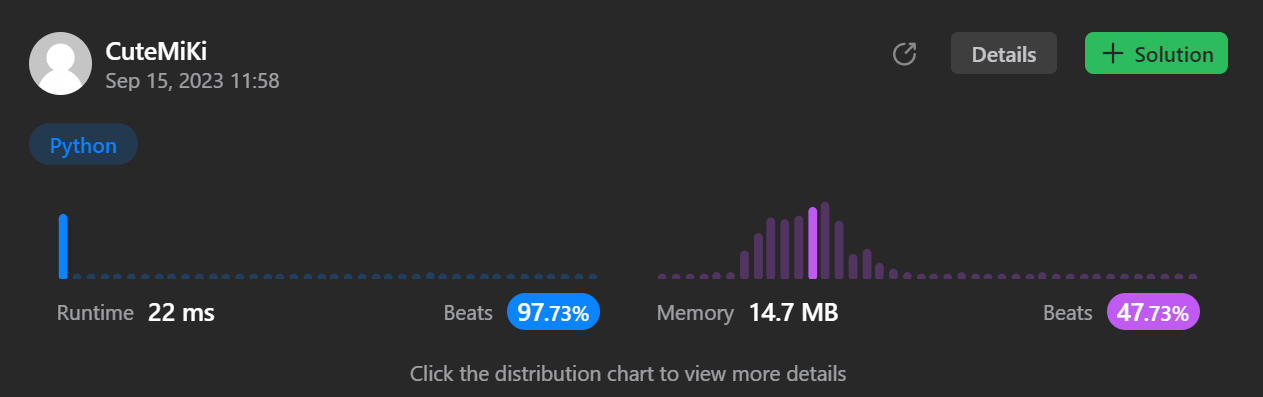 CuteMiKi
Sep 15, 2023 11:58
Details
Solution
Python
Runtime 22 ms Beats 97.73%
Memory 14.7 MB Beats 47.73%
Click the distribution chart to view more details